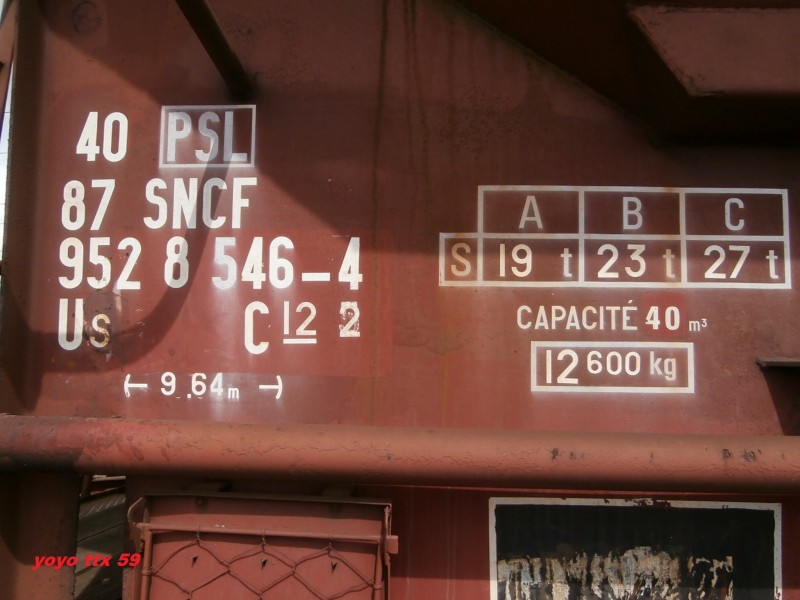 40 PSL
87 SNCF
952 8 546-4
Us C 12 2
9.64m
A B C
S 19 t 23 t 27 t
CAPACITÉ 40 m³
12 600 kg
yoyo ttx 59